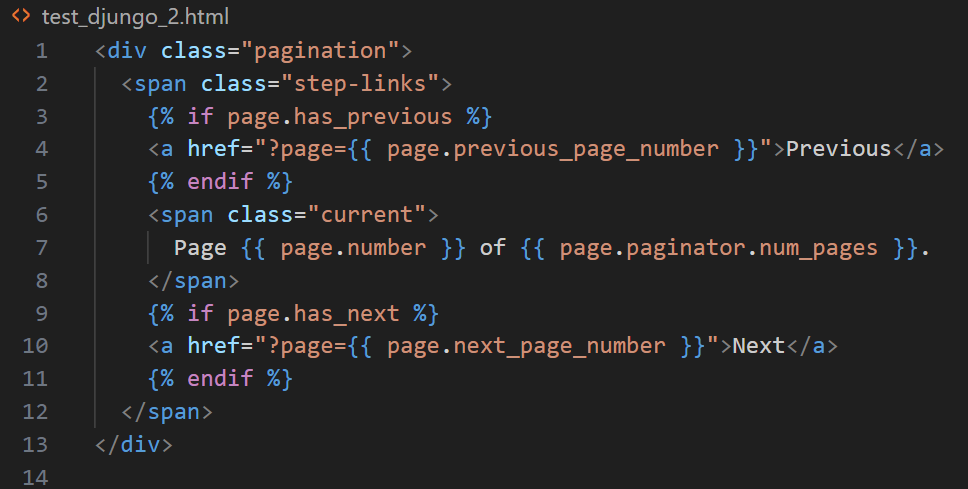 <> test_djungo_2.html
1 <div class="pagination">
2   <span class="step-links">
3     {% if page.has_previous %}
4     <a href="?page={{ page.previous_page_number }}">Previous</a>
5     {% endif %}
6     <span class="current">
7       Page {{ page.number }} of {{ page.paginator.num_pages }}.
8     </span>
9     {% if page.has_next %}
10     <a href="?page={{ page.next_page_number }}">Next</a>
11     {% endif %}
12   </span>
13 </div>
14